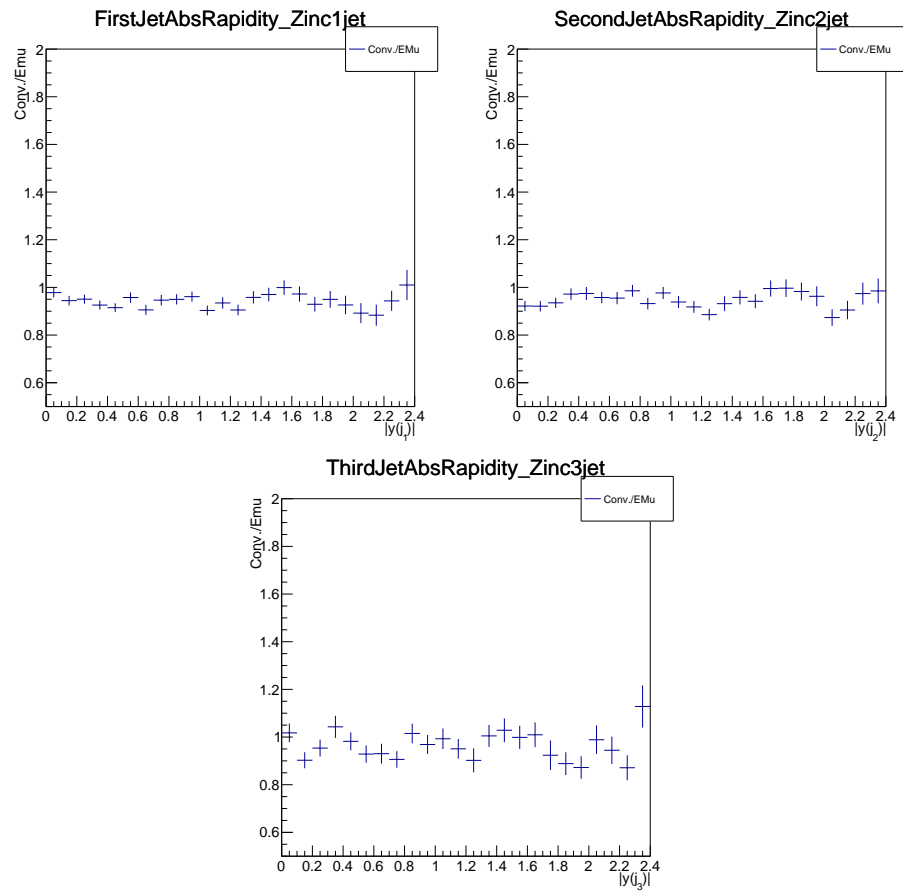 FirstJetAbsRapidity_Zinc1jet
Conv./EMu
Conv./Emu
2
1.8
1.6
1.4
1.2
1
0.8
0.6
0 0.2 0.4 0.6 0.8 1 1.2 1.4 1.6 1.8 2 2.2 2.4
|y(j1)|
SecondJetAbsRapidity_Zinc2jet
Conv./EMu
Conv./Emu
2
1.8
1.6
1.4
1.2
1
0.8
0.6
0 0.2 0.4 0.6 0.8 1 1.2 1.4 1.6 1.8 2 2.2 2.4
|y(j2)|
ThirdJetAbsRapidity_Zinc3jet
Conv./EMu
Conv./Emu
2
1.8
1.6
1.4
1.2
1
0.8
0.6
0 0.2 0.4 0.6 0.8 1 1.2 1.4 1.6 1.8 2 2.2 2.4
|y(j3)|